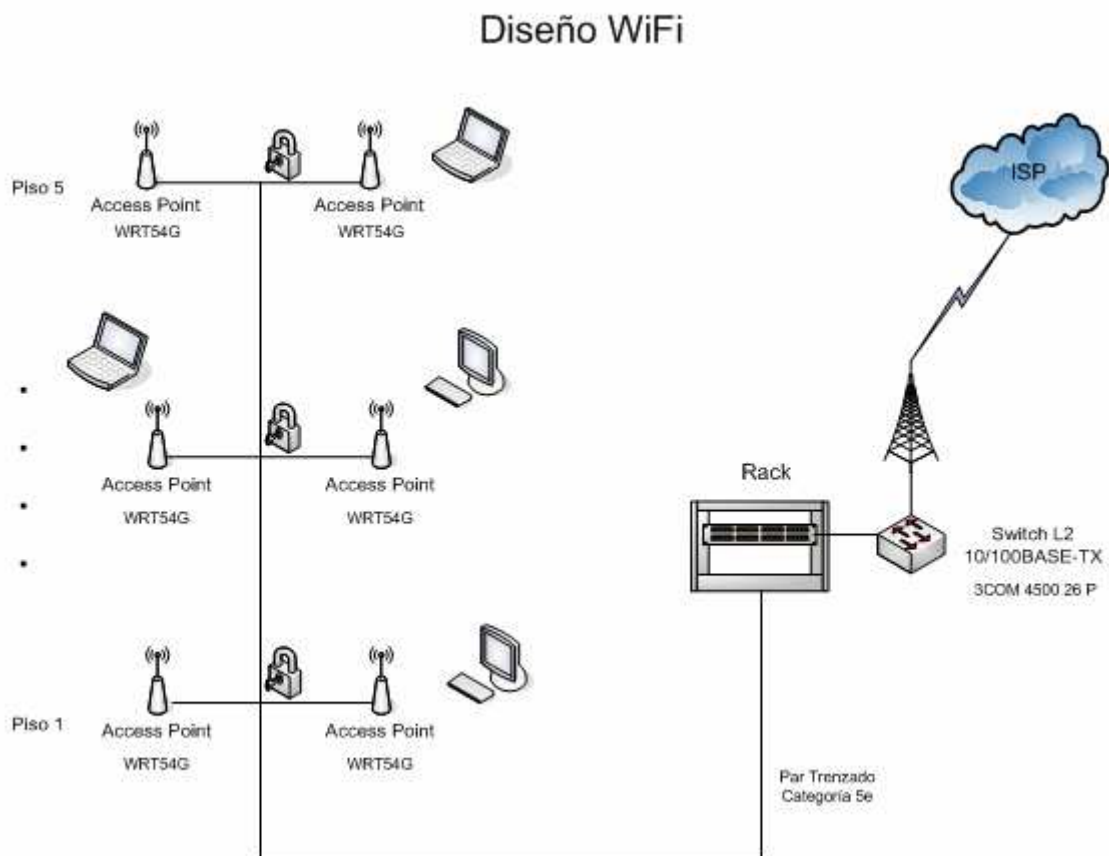 Diseño WiFi
Piso 5
Access Point
WRT54G
Access Point
WRT54G
ISP
Access Point
WRT54G
Access Point
WRT54G
Rack
Switch L2
10/100BASE-TX
3COM 4500 26 P
Piso 1
Access Point
WRT54G
Access Point
WRT54G
Par Trenzado
Categoría 5e